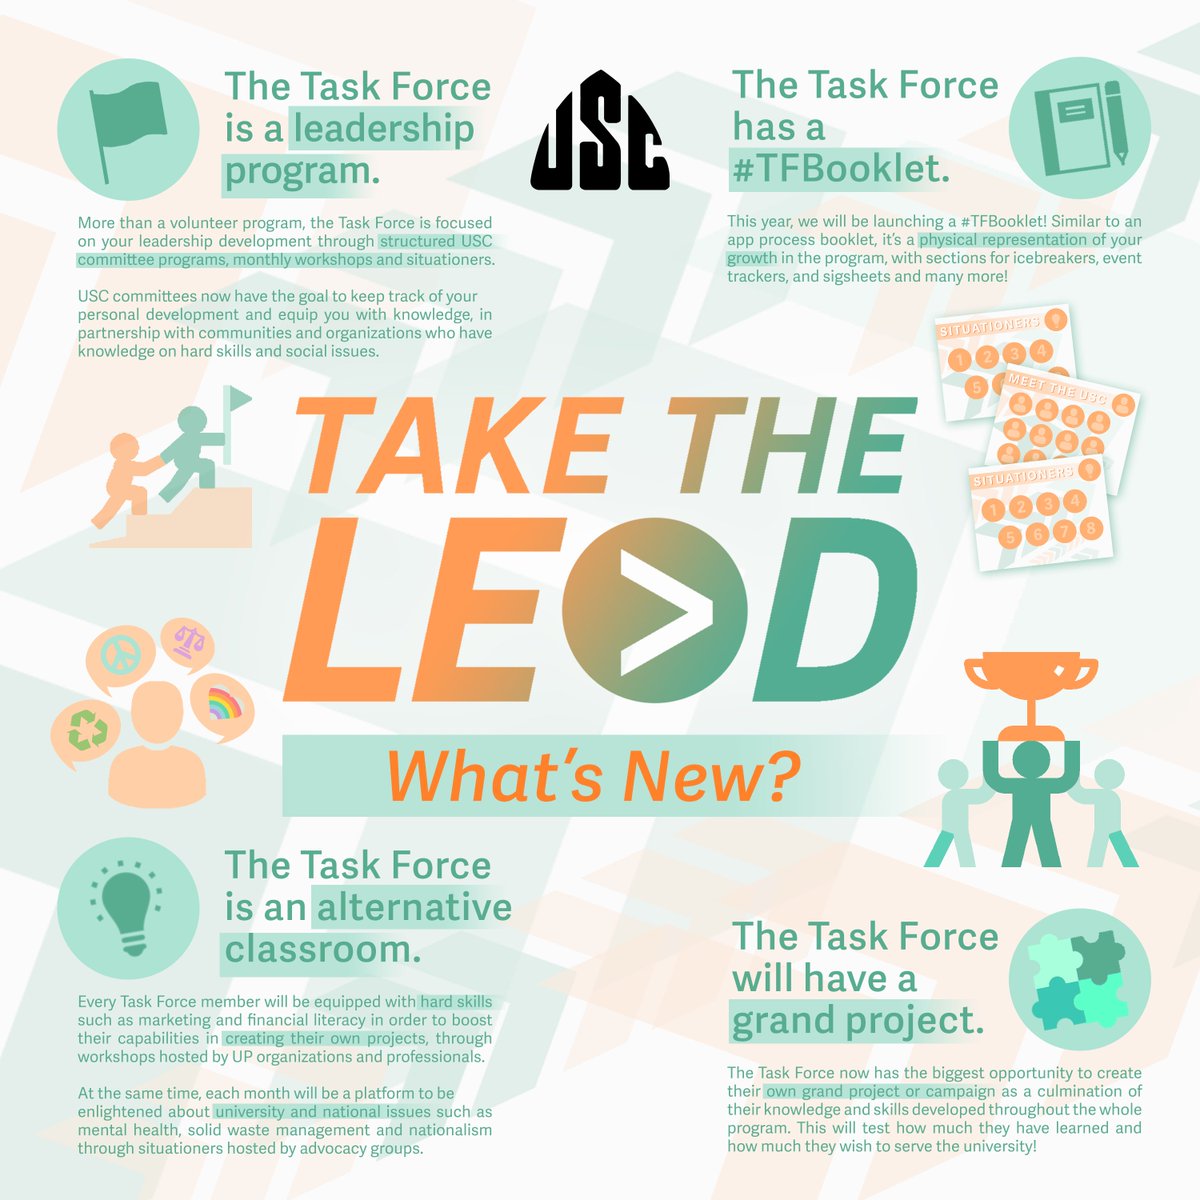 The Task Force
is a leadership
program.
More than a volunteer program, the Task Force is focused
on your leadership development through structured USC
committee programs, monthly workshops and situationers.
USC committees now have the goal to keep track of your
personal development and equip you with knowledge, in
partnership with communities and organizations who have
knowledge on hard skills and social issues.
USC
The Task Force
has a
#TFBooklet.
This year, we will be launching a #TFBooklet! Similar to an
app process booklet, it's a physical representation of your
growth in the program, with sections for icebreakers, event
trackers, and sigsheets and many more!
SITUATIONERS
1 2 3 4
5
MEET THE USC
SITUATIONERS
1 2 3 4
5 6 7 8
TAKE THE
LE>D
What's New?
The Task Force
is an alternative
classroom.
Every Task Force member will be equipped with hard skills
such as marketing and financial literacy in order to boost
their capabilities in creating their own projects, through
workshops hosted by UP organizations and professionals.
At the same time, each month will be a platform to be
enlightened about university and national issues such as
mental health, solid waste management and nationalism
through situationers hosted by advocacy groups.
The Task Force
will have a
grand project.
The Task Force now has the biggest opportunity to create
their own grand project or campaign as a culmination of
their knowledge and skills developed throughout the whole
program. This will test how much they have learned and
how much they wish to serve the university!